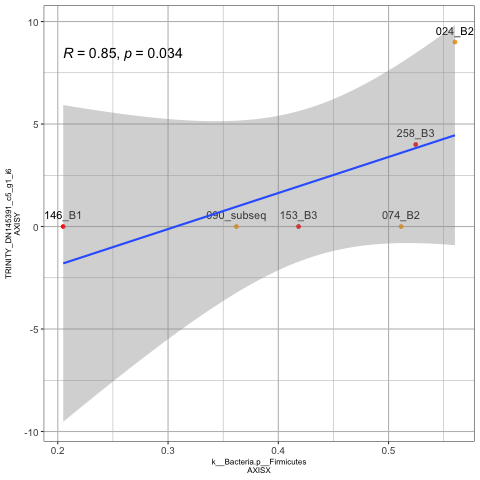 10
5
0
-5
-10
R = 0.85, p = 0.034
024_B2
258_B3
146_B1
090_subseq
153_B3
074_B2
0.2
0.3
0.4
0.5
k__Bacteria.p__Firmicutes
AXISX
TRINITY_DN145391_c5_g1_i6
AXISY